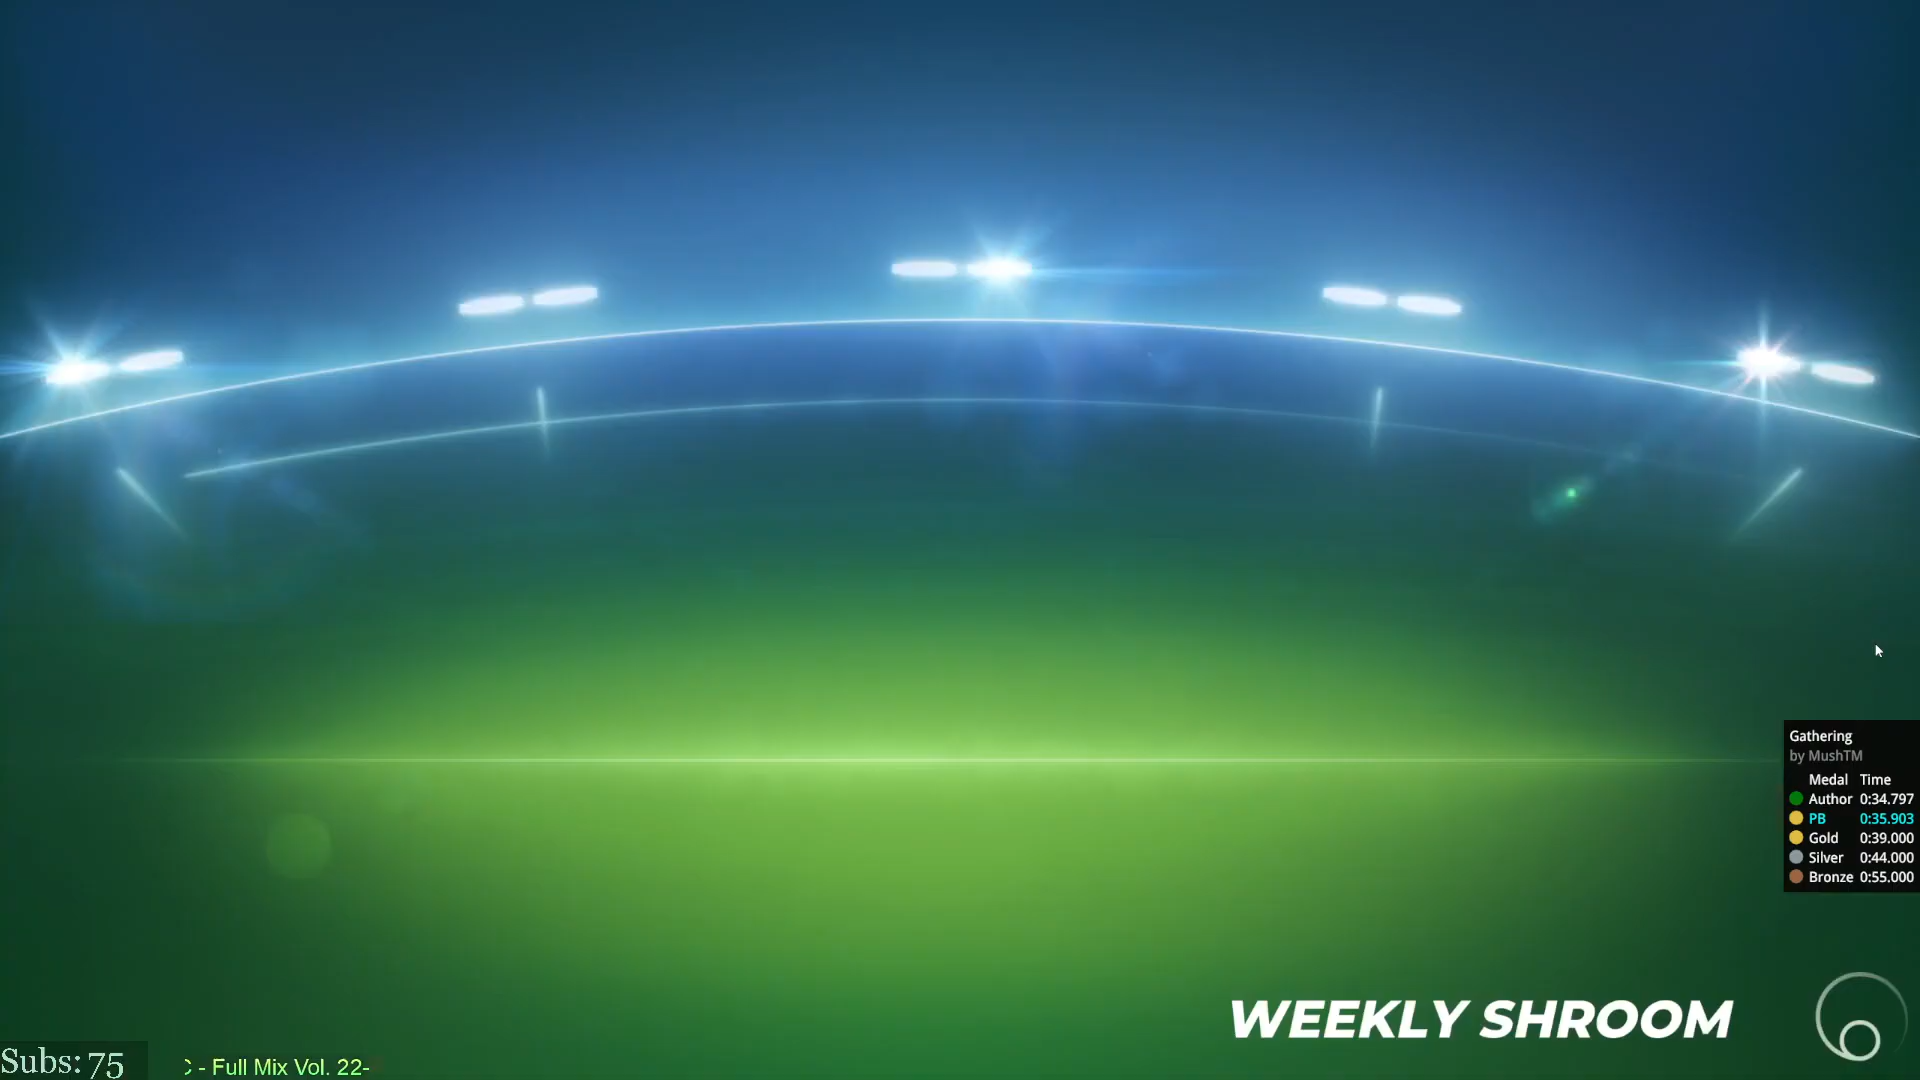 Gathering
by MushTM
Medal Time
Author 0:34.797
PB 0:35.903
Gold 0:39.000
Silver 0:44.000
Bronze 0:55.000
WEEKLY SHROOM
Subs: 75
- Full Mix Vol. 22-